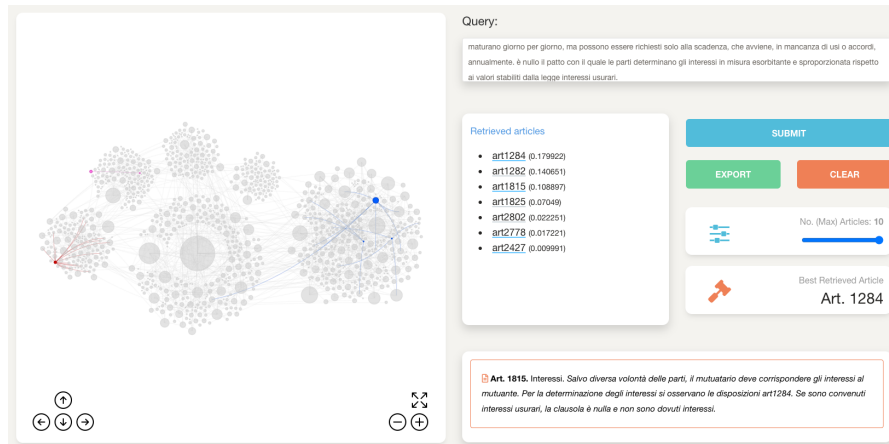 Query:
maturano giorno per giorno, ma possono essere richiesti solo alla scadenza, che avviene, in mancanza di usi o accordi,
annualmente. è nullo il patto con il quale le parti determinano gli interessi in misura esorbitante e sproporzionata rispetto
ai valori stabiliti dalla legge interessi usurari.
Retrieved articles
• art1284 (0.179922)
• art1282 (0.140651)
• art1815 (0.108897)
• art1825 (0.07049)
• art2802 (0.022251)
• art2778 (0.017221)
• art2427 (0.009991)
SUBMIT
EXPORT
CLEAR
No. (Max) Articles: 10
Best Retrieved Article
Art. 1284
Art. 1815. Interessi. Salvo diversa volontà delle parti, il mutuatario deve corrispondere gli interessi al
mutuante. Per la determinazione degli interessi si osservano le disposizioni art1284. Se sono convenuti
interessi usurari, la clausola è nulla e non sono dovuti interessi.